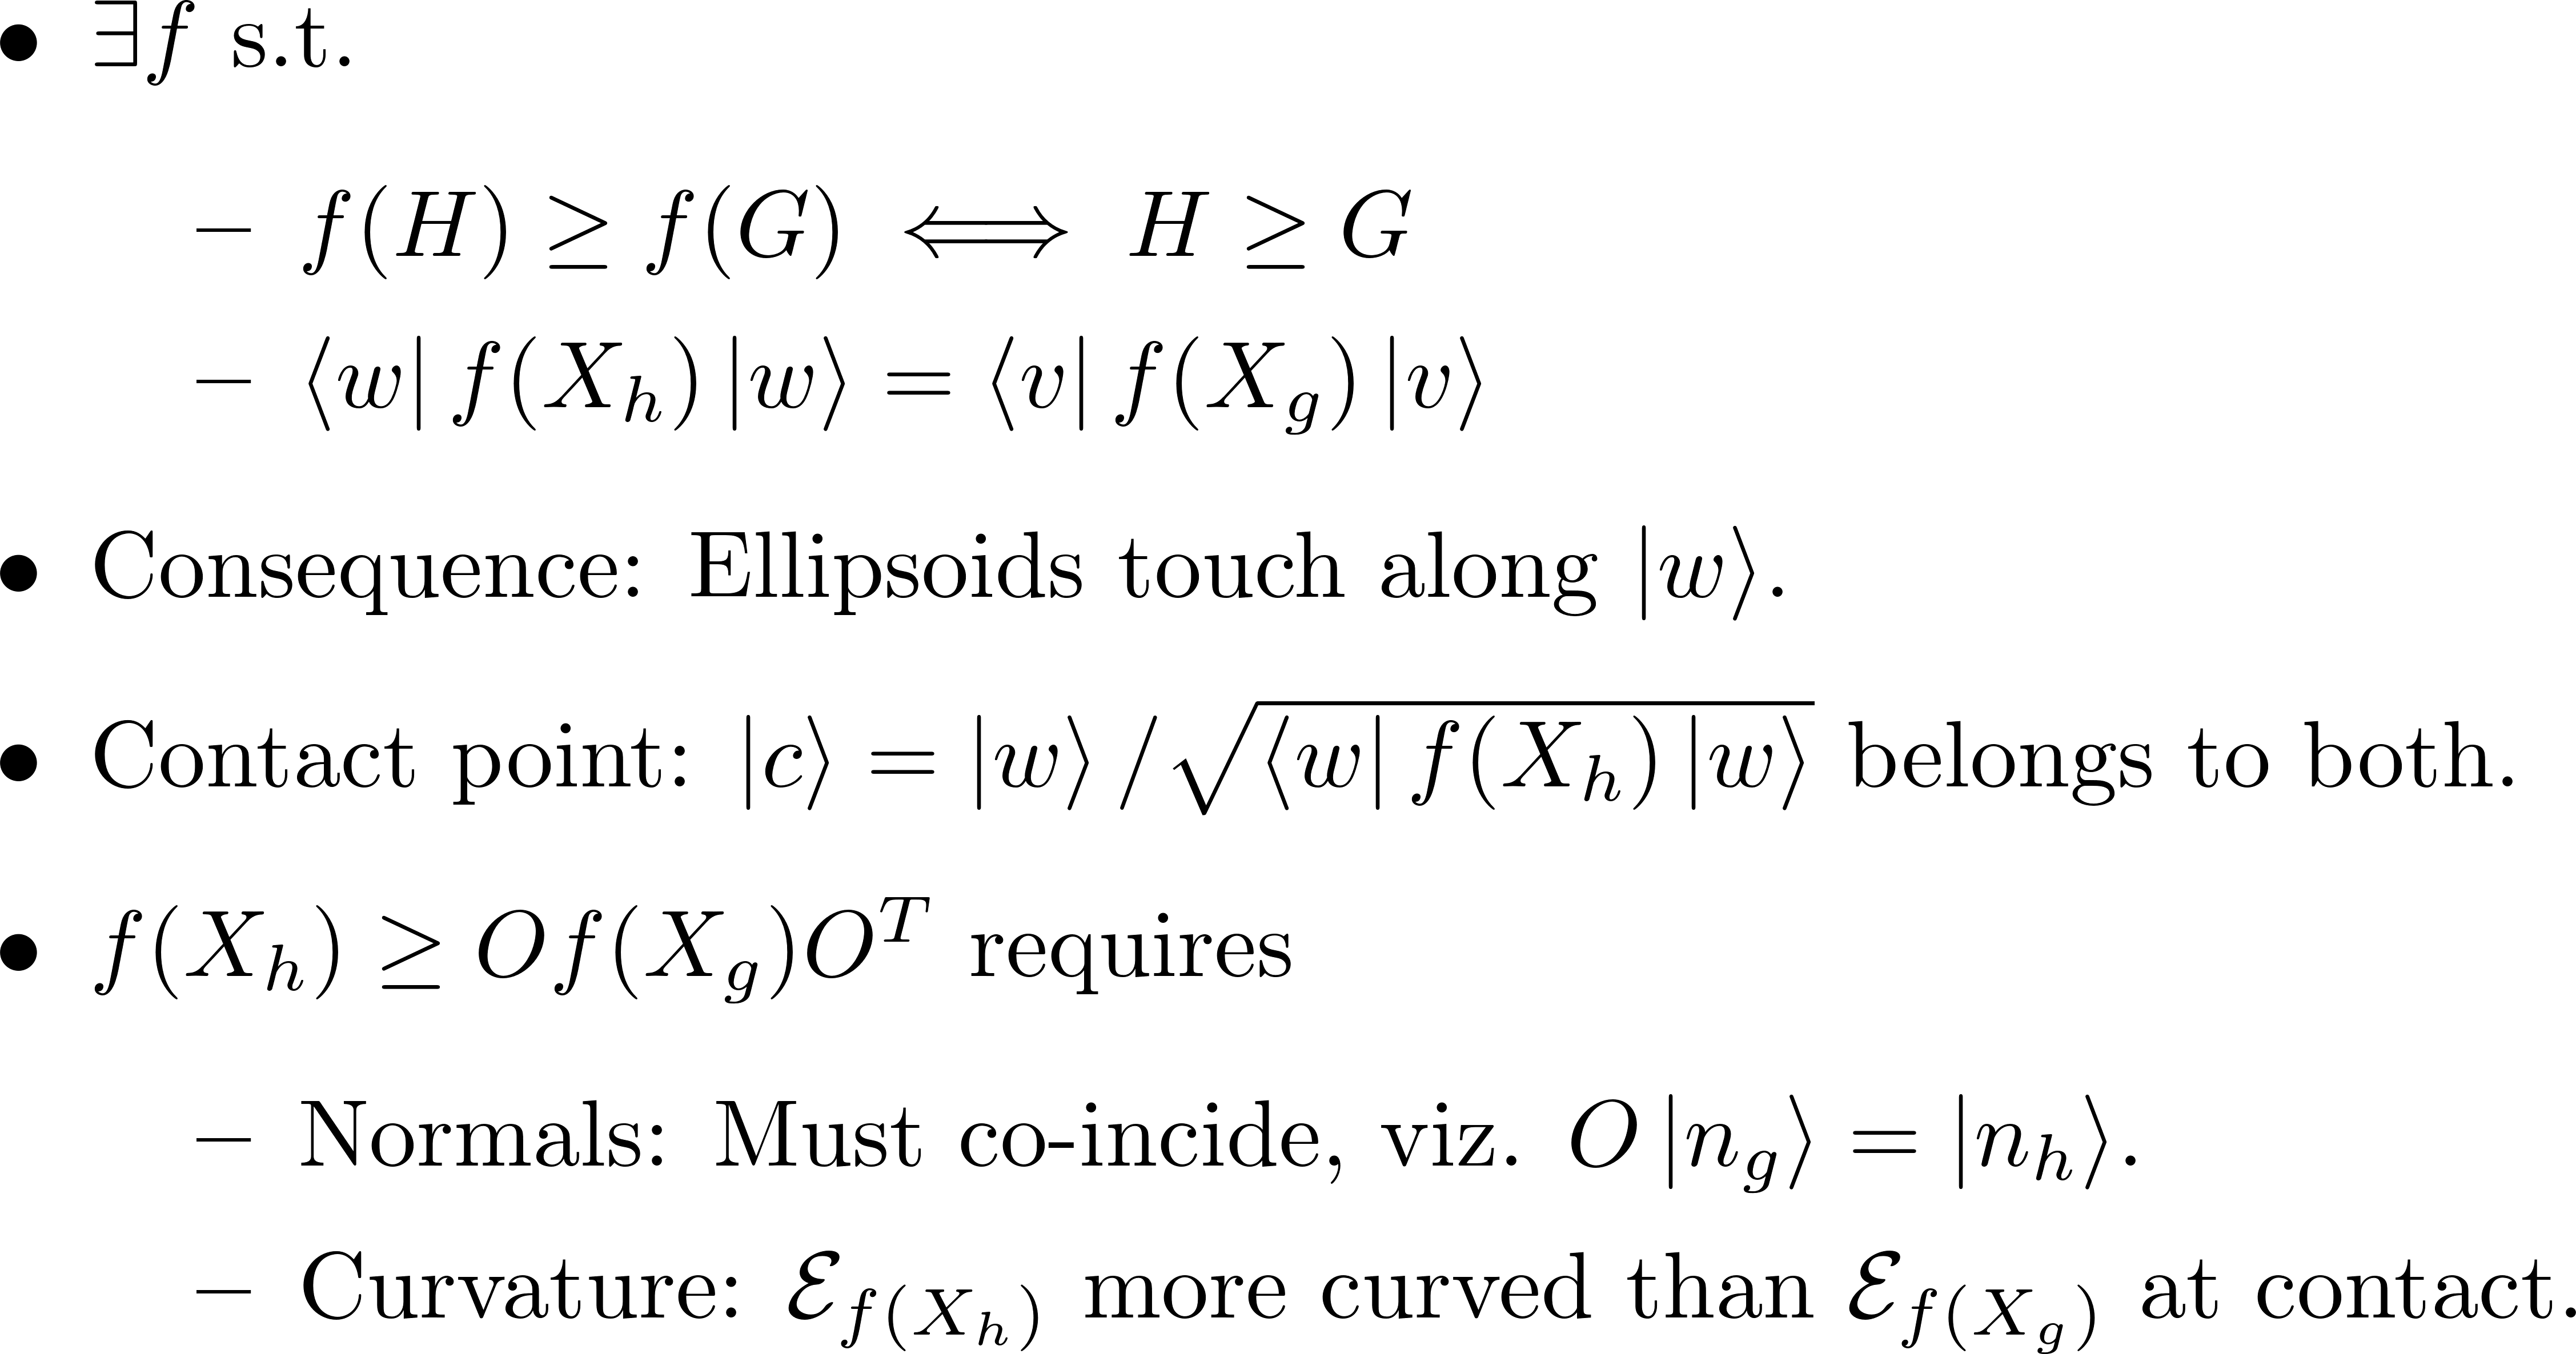 • ∃f s.t.
– f(H) ≥ f(G) ⟺ H ≥ G
– ⟨w| f(X_h) |w⟩ = ⟨v| f(X_g) |v⟩
• Consequence: Ellipsoids touch along |w⟩.
• Contact point: |c⟩ = |w⟩ /√⟨w| f(X_h) |w⟩ belongs to both.
• f(X_h) ≥ Of(X_g)O^T requires
– Normals: Must co-incide, viz. O |n_g⟩ = |n_h⟩.
– Curvature: ℰ_{f(X_h)} more curved than ℰ_{f(X_g)} at contact.